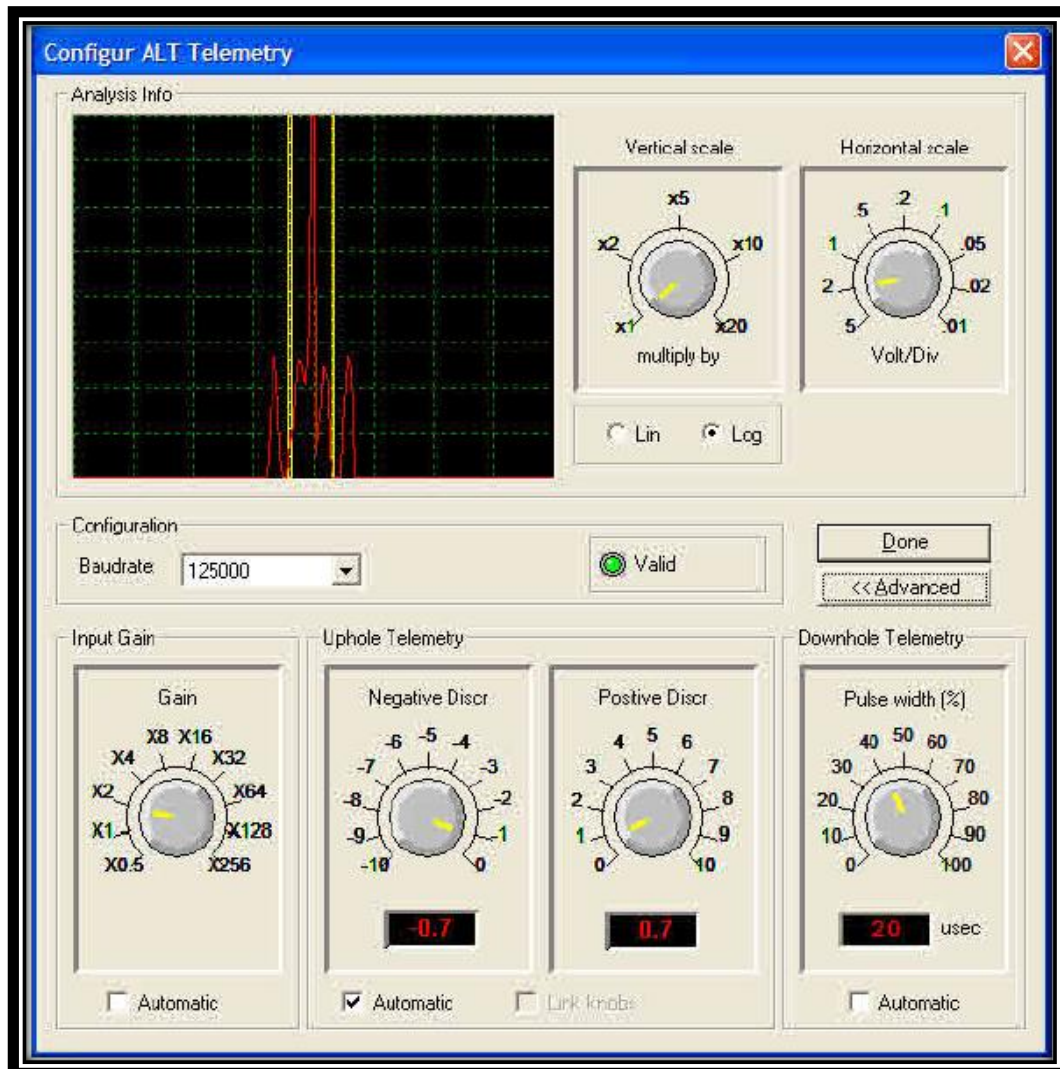 Configur ALT Telemetry
Analysis Info
Vertical scale
x1
x2
x5
x10
x20
multiply by
Lin
Log
Horizontal scale
5
2
1
.5
.2
.1
.05
.02
.01
Volt/Div
Configuration
Baudrate
125000
Valid
Done
<< Advanced
Input Gain
Gain
X0.5
X1
X2
X4
X8
X16
X32
X64
X128
X256
Automatic
Uphole Telemetry
Negative Discr
-10
-9
-8
-7
-6
-5
-4
-3
-2
-1
0
-0.7
Automatic
Postive Discr
0
1
2
3
4
5
6
7
8
9
10
0.7
Link knobs
Downhole Telemetry
Pulse width (%)
0
10
20
30
40
50
60
70
80
90
100
20 usec
Automatic